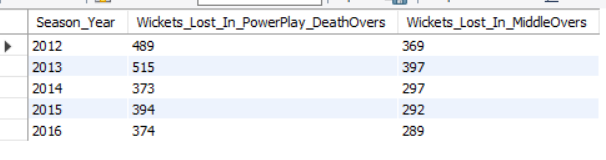 Season_Year Wickets_Lost_In_PowerPlay_DeathOvers Wickets_Lost_In_MiddleOvers
2012 489 369
2013 515 397
2014 373 297
2015 394 292
2016 374 289